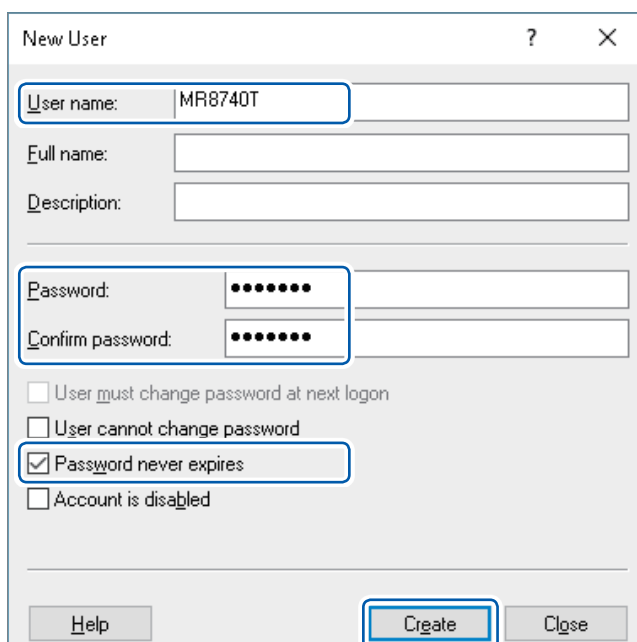 New User ? ×
User name: MR8740T
Full name:
Description:
Password: •••••••
Confirm password: •••••••
User must change password at next logon
User cannot change password
Password never expires
Account is disabled
Help Create Close